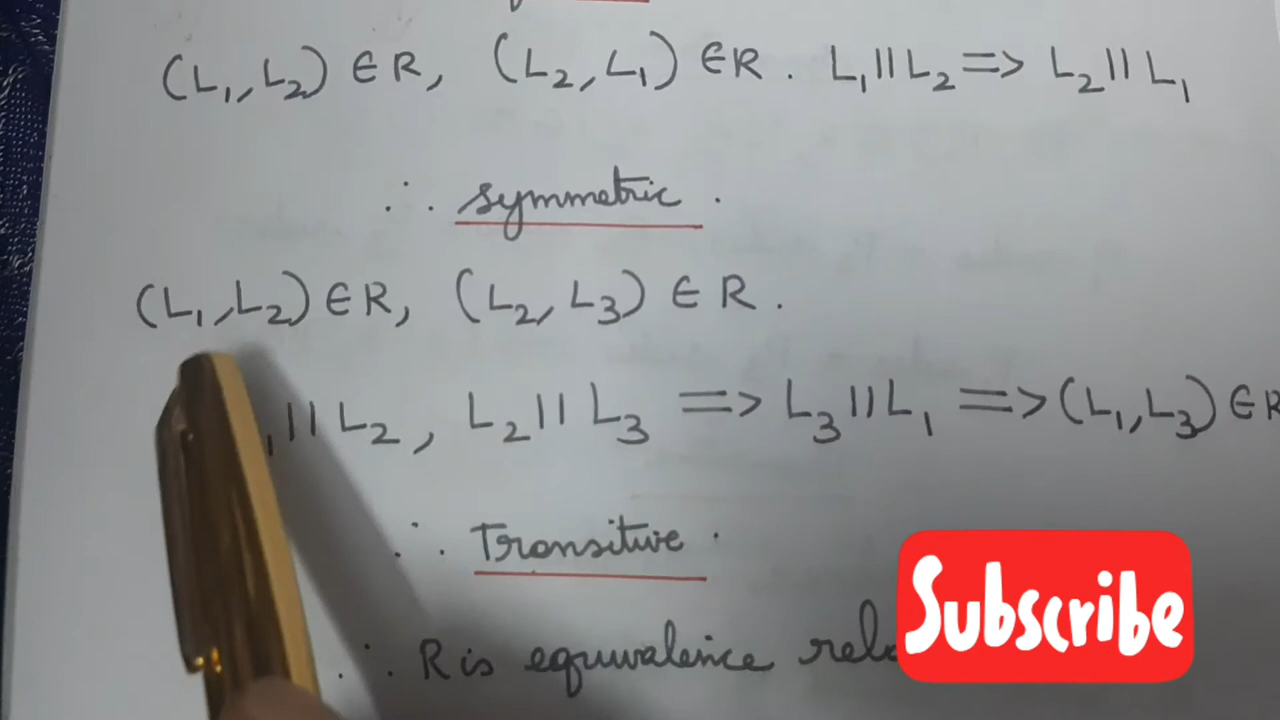 (L₁, L₂) ∈ R, (L₂, L₁) ∈ R. L₁ || L₂ => L₂ || L₁
∴ symmetric.
(L₁, L₂) ∈ R, (L₂, L₃) ∈ R.
|| L₂, L₂ || L₃ => L₃ || L₁ => (L₁, L₃) ∈ R
∴ Transitive.
∴ R is equivalence
Subscribe